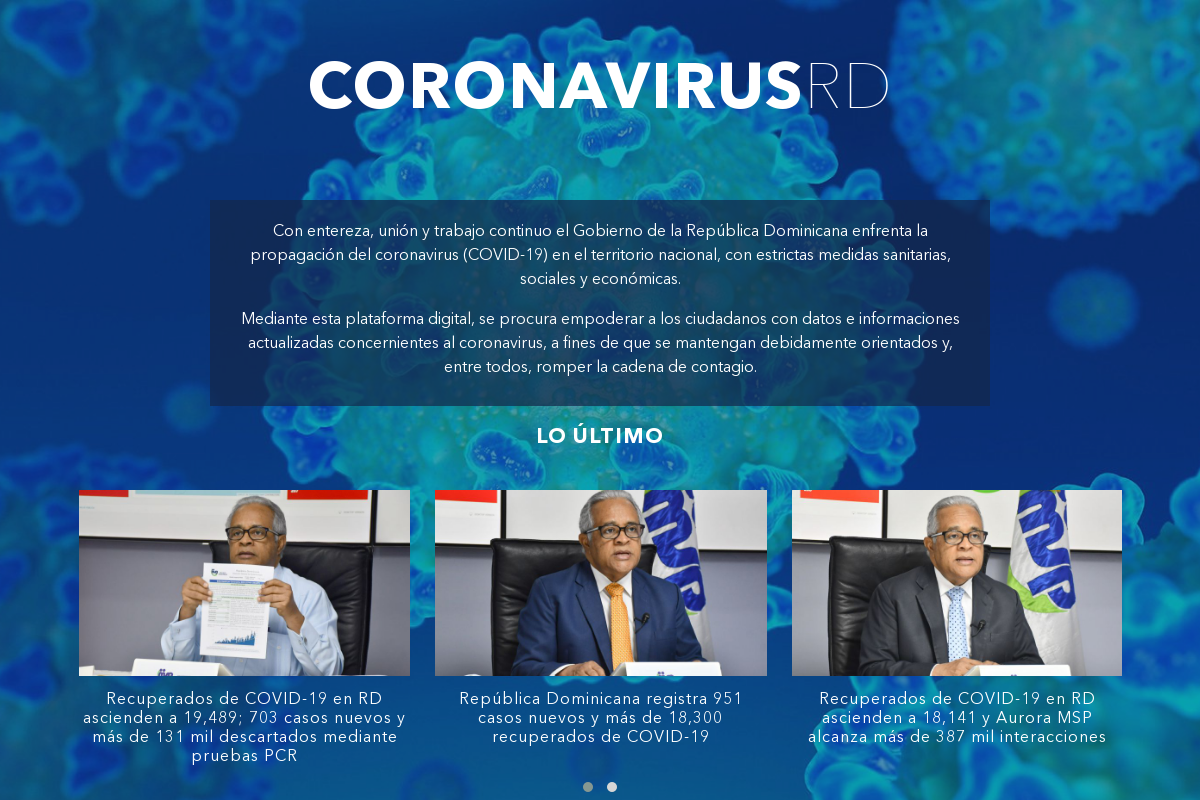 CORONAVIRUSRD
Con entereza, unión y trabajo continuo el Gobierno de la República Dominicana enfrenta la
propagación del coronavirus (COVID-19) en el territorio nacional, con estrictas medidas sanitarias,
sociales y económicas.
Mediante esta plataforma digital, se procura empoderar a los ciudadanos con datos e informaciones
actualizadas concernientes al coronavirus, a fines de que se mantengan debidamente orientados y,
entre todos, romper la cadena de contagio.
LO ÚLTIMO
Recuperados de COVID-19 en RD
ascienden a 19,489; 703 casos nuevos y
más de 131 mil descartados mediante
pruebas PCR
República Dominicana registra 951
casos nuevos y más de 18,300
recuperados de COVID-19
Recuperados de COVID-19 en RD
ascienden a 18,141 y Aurora MSP
alcanza más de 387 mil interacciones